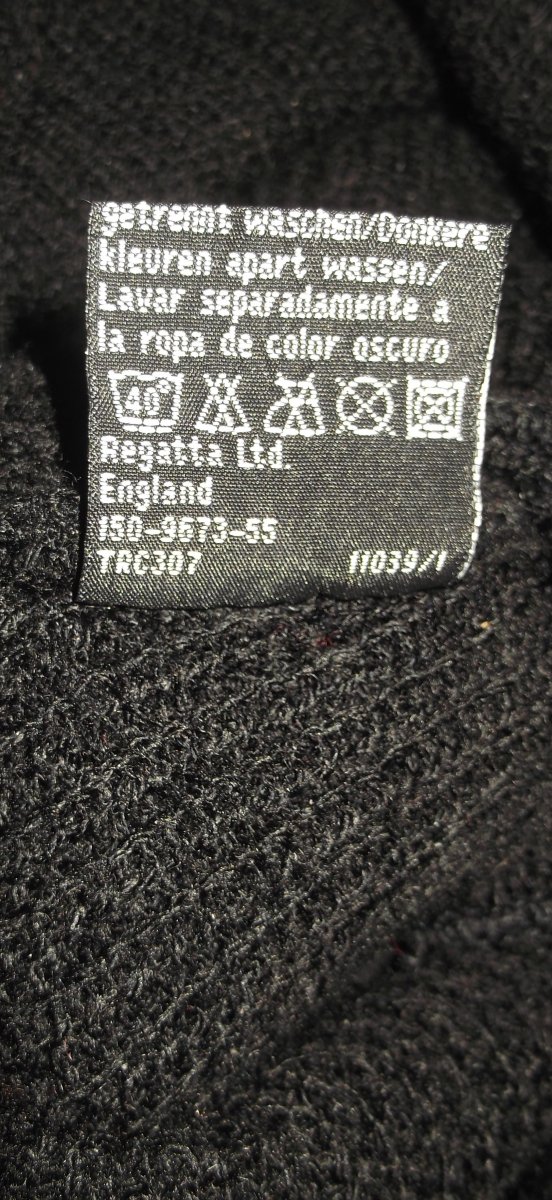 getrennt waschen/Donkere
kleuren apart wassen/
Lavar separadamente a
la ropa de color oscuro
40°
Regatta Ltd.
England
150-9673-55
TRC307 11039/1